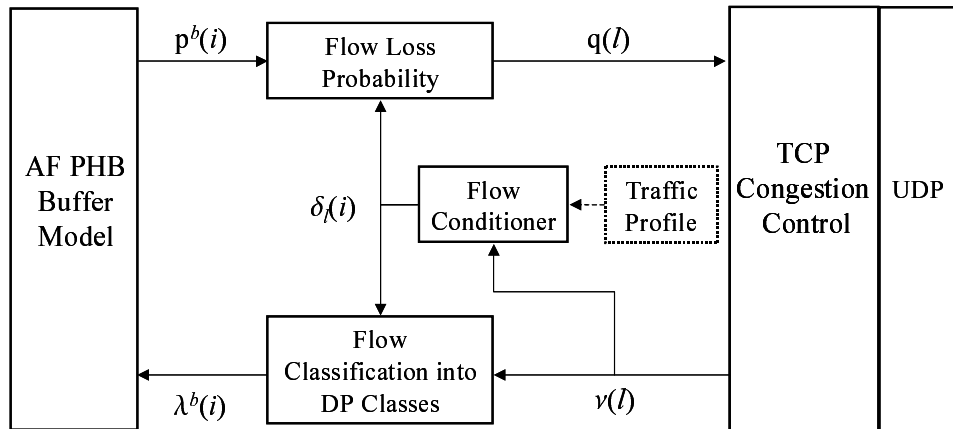 p^b(i)
Flow Loss
Probability
q(l)
AF PHB
Buffer
Model
δ_l(i)
Flow
Conditioner
Traffic
Profile
TCP
Congestion
Control
UDP
Flow
Classification into
DP Classes
λ^b(i)
ν(l)